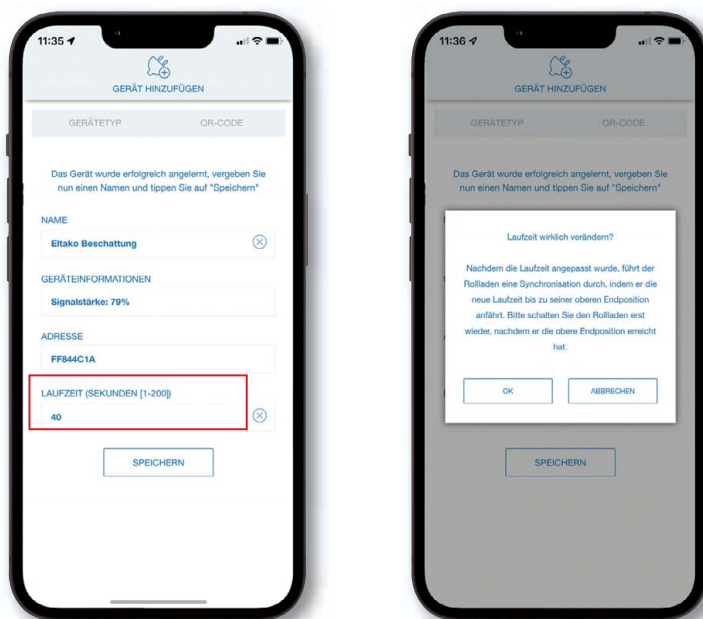 11:35
GERÄT HINZUFÜGEN
GERÄTETYP QR-CODE
Das Gerät wurde erfolgreich angelernt, vergeben Sie
nun einen Namen und tippen Sie auf "Speichern"
NAME
Eltako Beschattung
GERÄTEINFORMATIONEN
Signalstärke: 79%
ADRESSE
FF844C1A
LAUFZEIT (SEKUNDEN [1-200])
40
SPEICHERN
11:36
GERÄT HINZUFÜGEN
GERÄTETYP QR-CODE
Das Gerät wurde erfolgreich angelernt, vergeben Sie
nun einen Namen und tippen Sie auf "Speichern"
Laufzeit wirklich verändern?
Nachdem die Laufzeit angepasst wurde, führt der
Rollladen eine Synchronisation durch, indem er die
neue Laufzeit bis zu seiner oberen Endposition
anfährt. Bitte schalten Sie den Rollladen erst
wieder, nachdem er die obere Endposition erreicht
hat.
OK ABBRECHEN
SPEICHERN